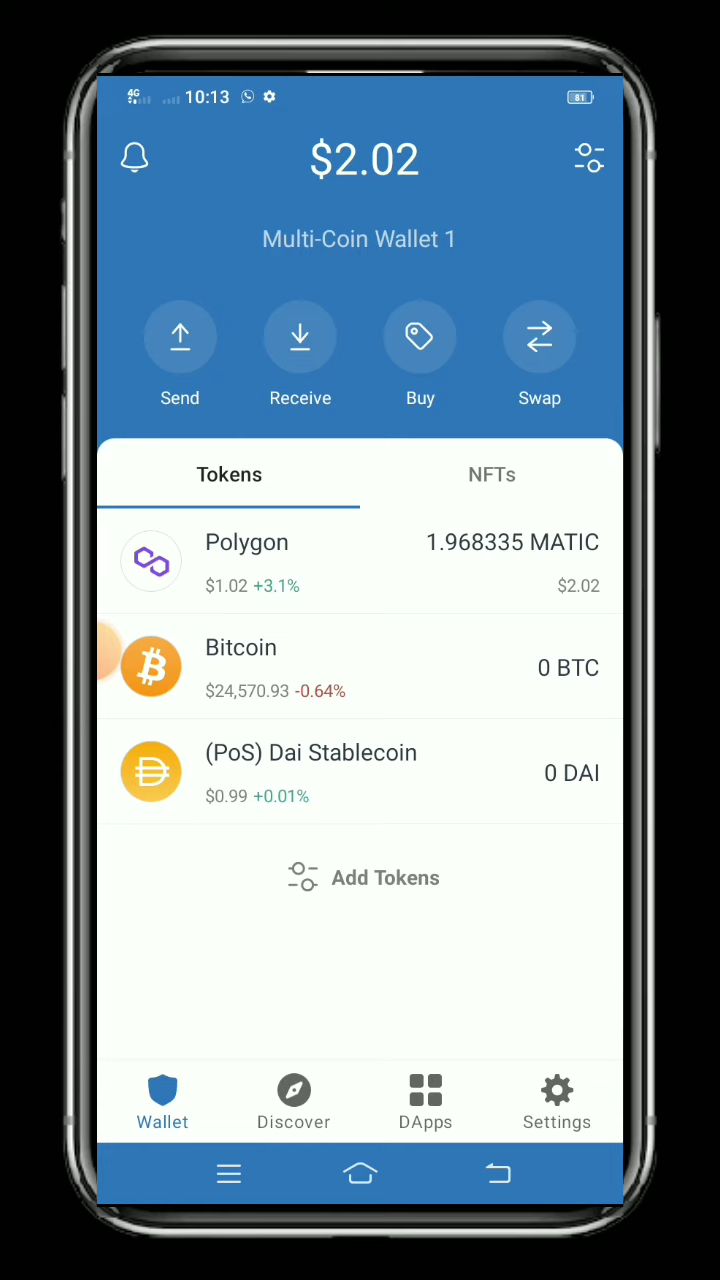 4G 10:13 81
$2.02
Multi-Coin Wallet 1
Send Receive Buy Swap
Tokens NFTs
Polygon 1.968335 MATIC
$1.02 +3.1% $2.02
Bitcoin
0 BTC
$24,570.93 -0.64%
(PoS) Dai Stablecoin
0 DAI
$0.99 +0.01%
Add Tokens
Wallet Discover DApps Settings